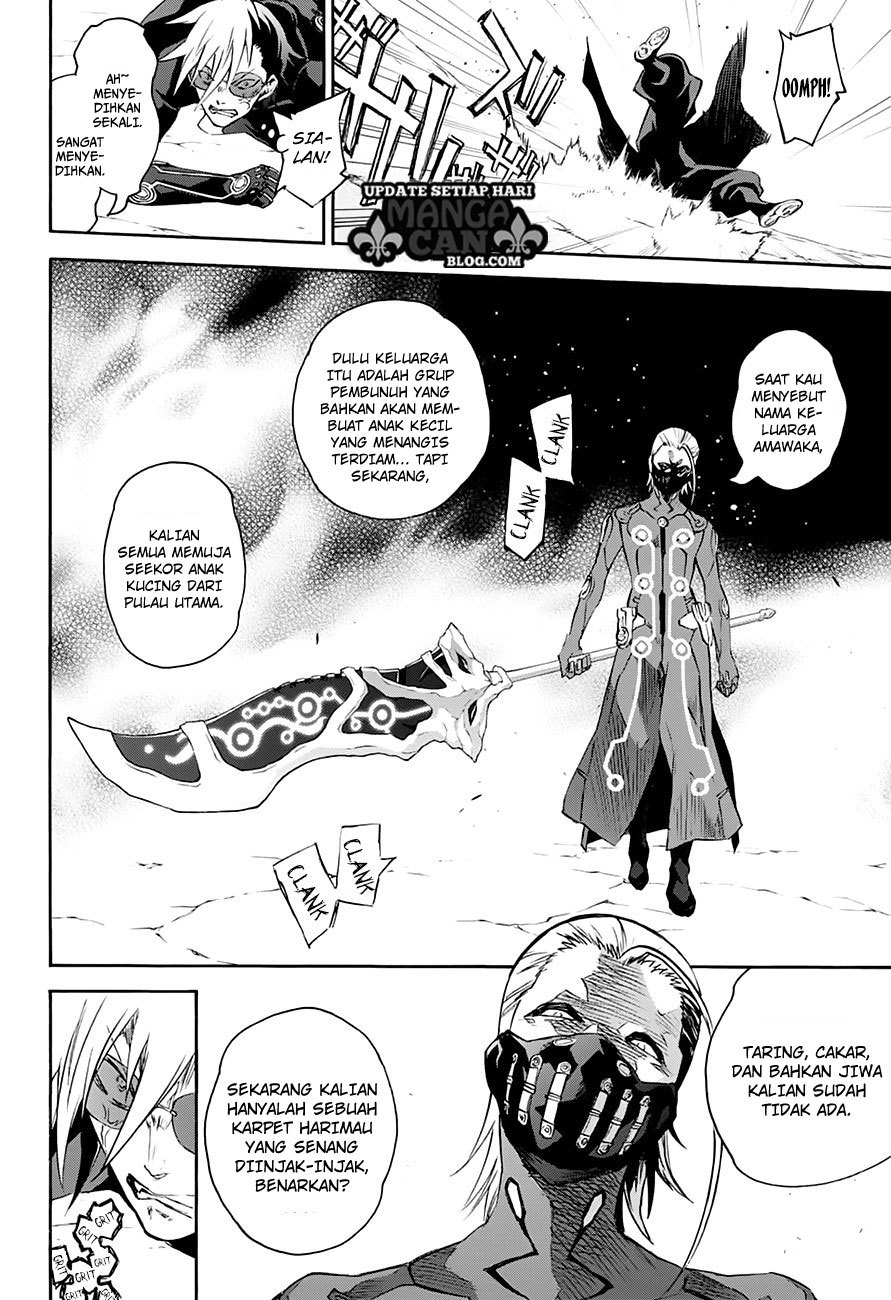 OOMPH!
SIA-
LAN!
AH~
MENYE-
DIHKAN
SEKALI.
SANGAT
MENYE-
DIHKAN.
UPDATE SETIAP HARI
MANGA
CAN
BLOG.COM
SAAT KAU
MENYEBUT
NAMA KE-
LUARGA
AMAWAKA,
DULU KELUARGA
ITU ADALAH GRUP
PEMBUNUH YANG
BAHKAN AKAN MEM-
BUAT ANAK KECIL
YANG MENANGIS
TERDIAM... TAPI
SEKARANG,
CLANK
CLANK
KALIAN
SEMUA MEMUJA
SEEKOR ANAK
KUCING DARI
PULAU UTAMA.
CLANK
CLANK
TARING, CAKAR,
DAN BAHKAN JIWA
KALIAN SUDAH
TIDAK ADA.
SEKARANG KALIAN
HANYALAH SEBUAH
KARPET HARIMAU
YANG SENANG
DIINJAK-INJAK,
BENARKAN?
GRIT
GRIT
GRIT
GRIT
GRIT
GRIT